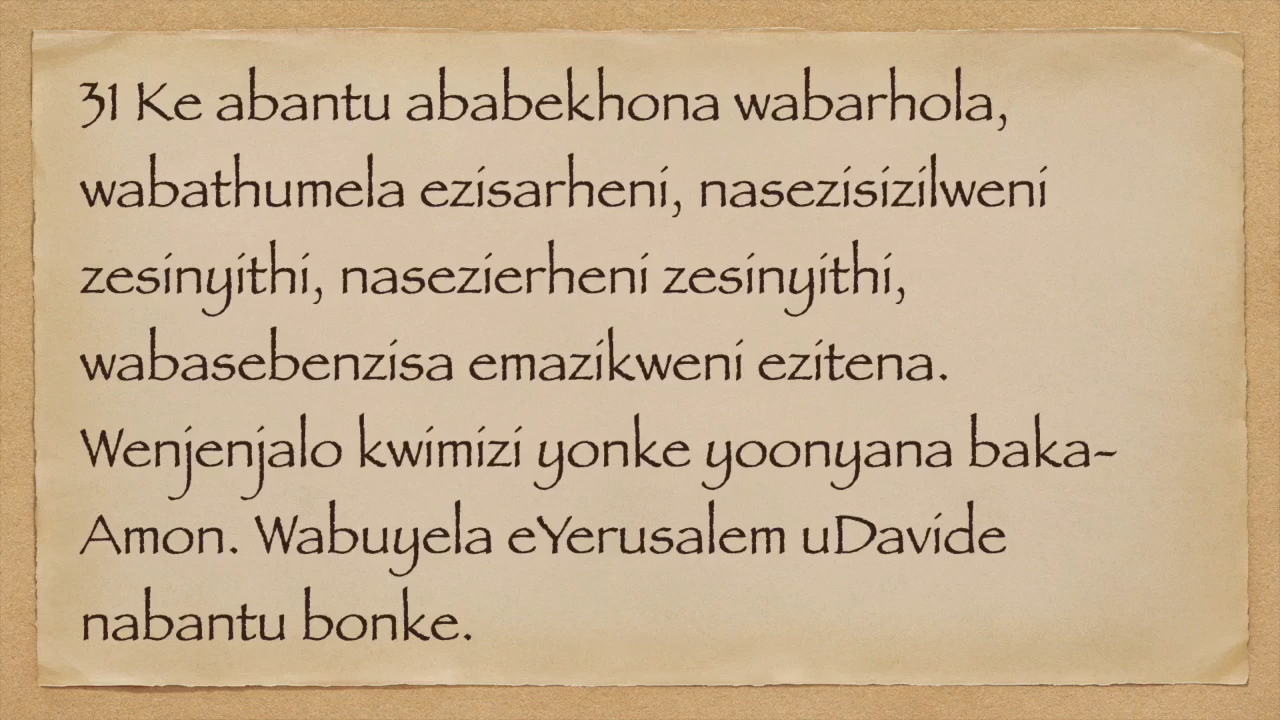 31 Ke abantu ababekhona wabarhola,
wabathumela ezisarheni, nasezisizilweni
zesinyithi, nasezierheni zesinyithi,
wabasebenzisa emazikweni ezitena.
Wenjenjalo kwimizi yonke yoonyana baka-
Amon. Wabuyela eYerusalem uDavide
nabantu bonke.